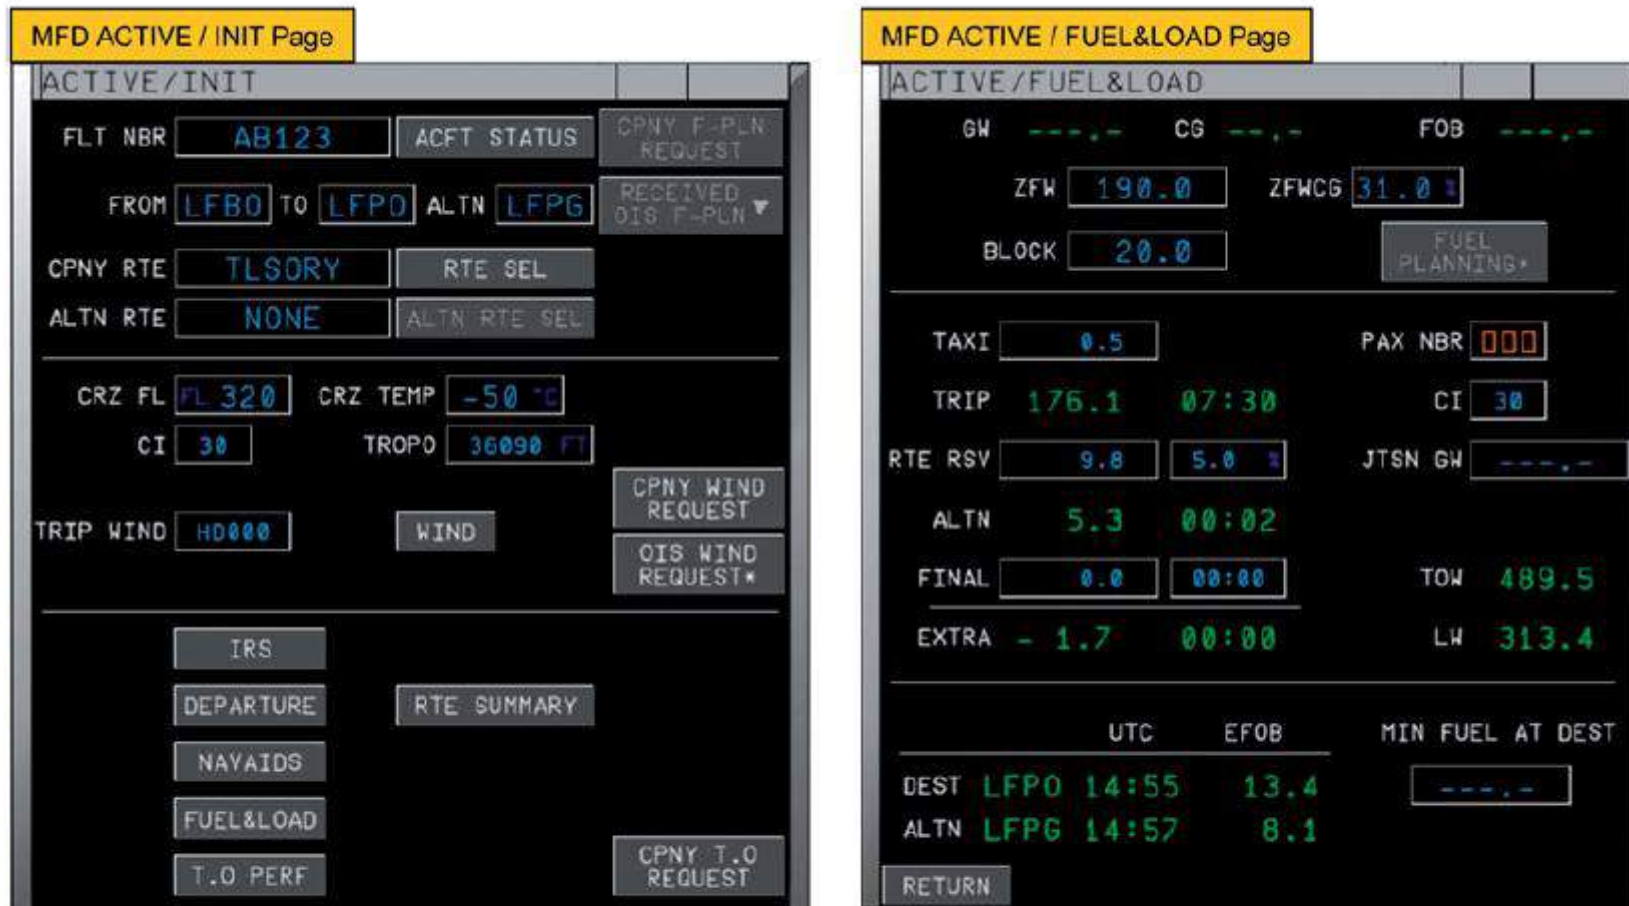 MFD ACTIVE / INIT Page
ACTIVE/INIT
FLT NBR AB123 ACFT STATUS CPNY F-PLN REQUEST
FROM LFBO TO LFPO ALTN LFPG RECEIVED OIS F-PLN ▼
CPNY RTE TLSORY RTE SEL
ALTN RTE NONE ALTN RTE SEL
CRZ FL FL 320 CRZ TEMP -50 °C
CI 30 TROPO 36090 FT
CPNY WIND REQUEST
TRIP WIND HD000 WIND
OIS WIND REQUEST*
IRS
DEPARTURE RTE SUMMARY
NAVAIDS
FUEL&LOAD
T.O PERF CPNY T.O REQUEST
MFD ACTIVE / FUEL&LOAD Page
ACTIVE/FUEL&LOAD
GW ---.- CG --.- FOB ---.-
ZFW 190.0 ZFWCG 31.0 %
BLOCK 20.0 FUEL PLANNING*
TAXI 0.5 PAX NBR
TRIP 176.1 07:30 CI 30
RTE RSV 9.8 5.0 % JTSN GW ---.-
ALTN 5.3 00:02
FINAL 0.0 00:00 TOW 489.5
EXTRA - 1.7 00:00 LW 313.4
UTC EFOB MIN FUEL AT DEST
DEST LFPO 14:55 13.4 ---.-
ALTN LFPG 14:57 8.1
RETURN